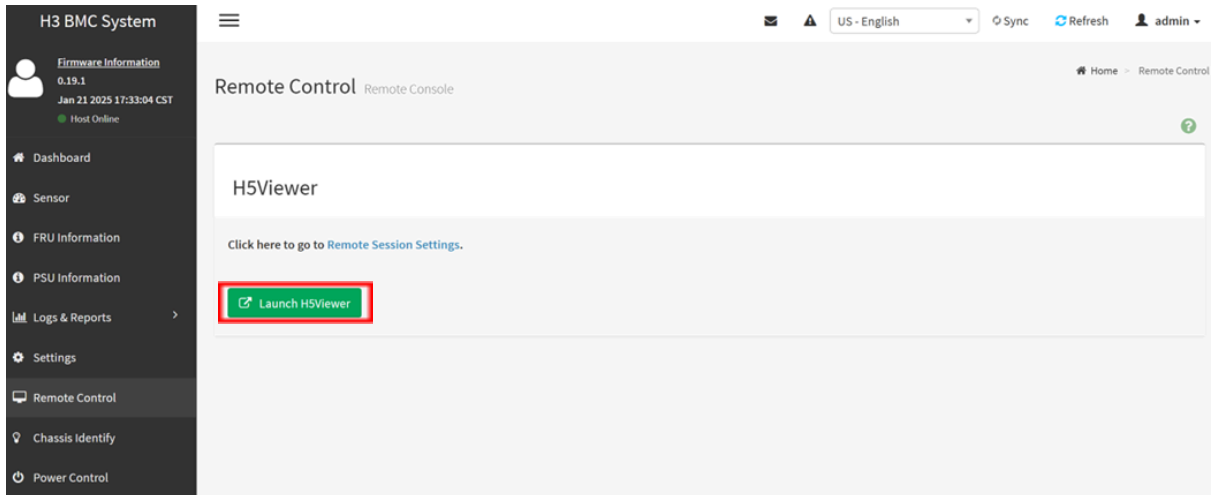 H3 BMC System
US - English
Sync
Refresh
admin
Firmware Information
0.19.1
Jan 21 2025 17:33:04 CST
Host Online
Remote Control Remote Console
Home > Remote Control
Dashboard
Sensor
FRU Information
PSU Information
Logs & Reports
Settings
Remote Control
Chassis Identify
Power Control
H5Viewer
Click here to go to Remote Session Settings.
Launch H5Viewer